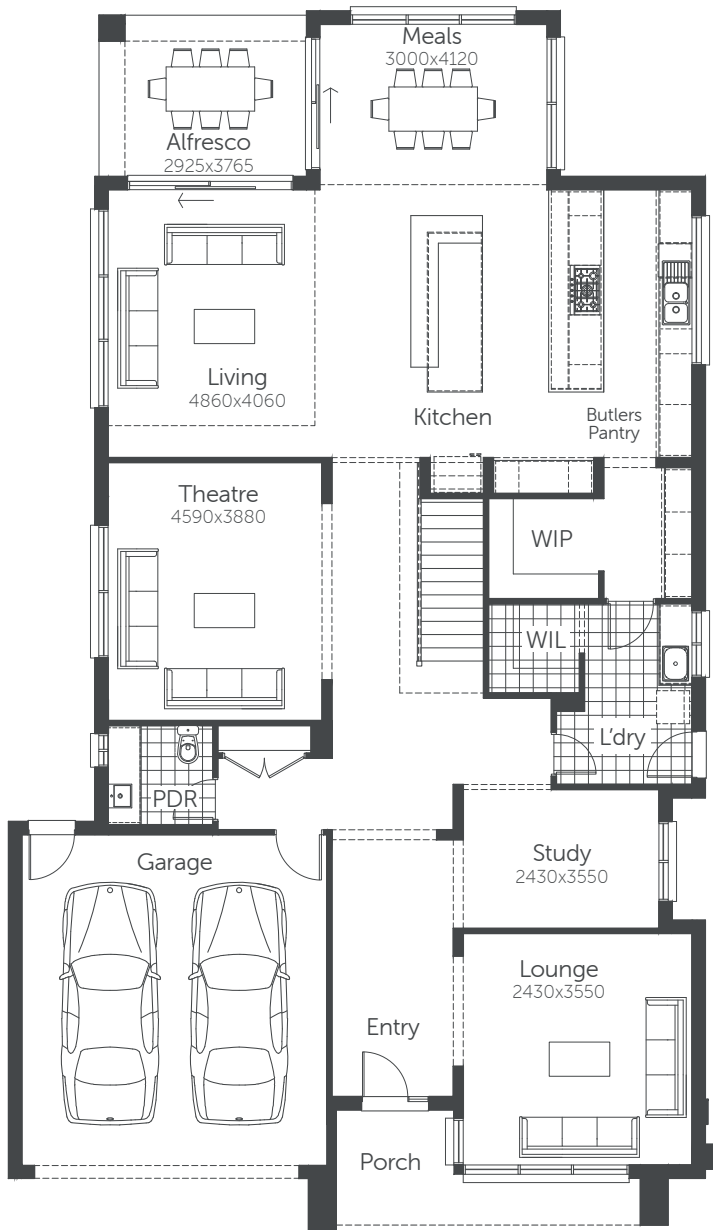 Meals
3000x4120
Alfresco
2925x3765
Living
4860x4060
Kitchen
Butlers
Pantry
Theatre
4590x3880
WIP
WIL
L'dry
PDR
Garage
Study
2430x3550
Lounge
2430x3550
Entry
Porch